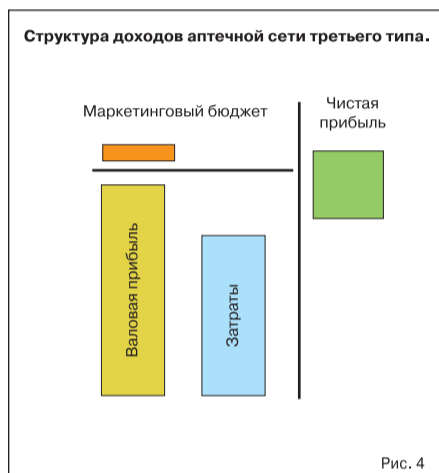 Структура доходов аптечной сети третьего типа.
Маркетинговый бюджет
Чистая
прибыль
Валовая прибыль
Затраты
Рис. 4